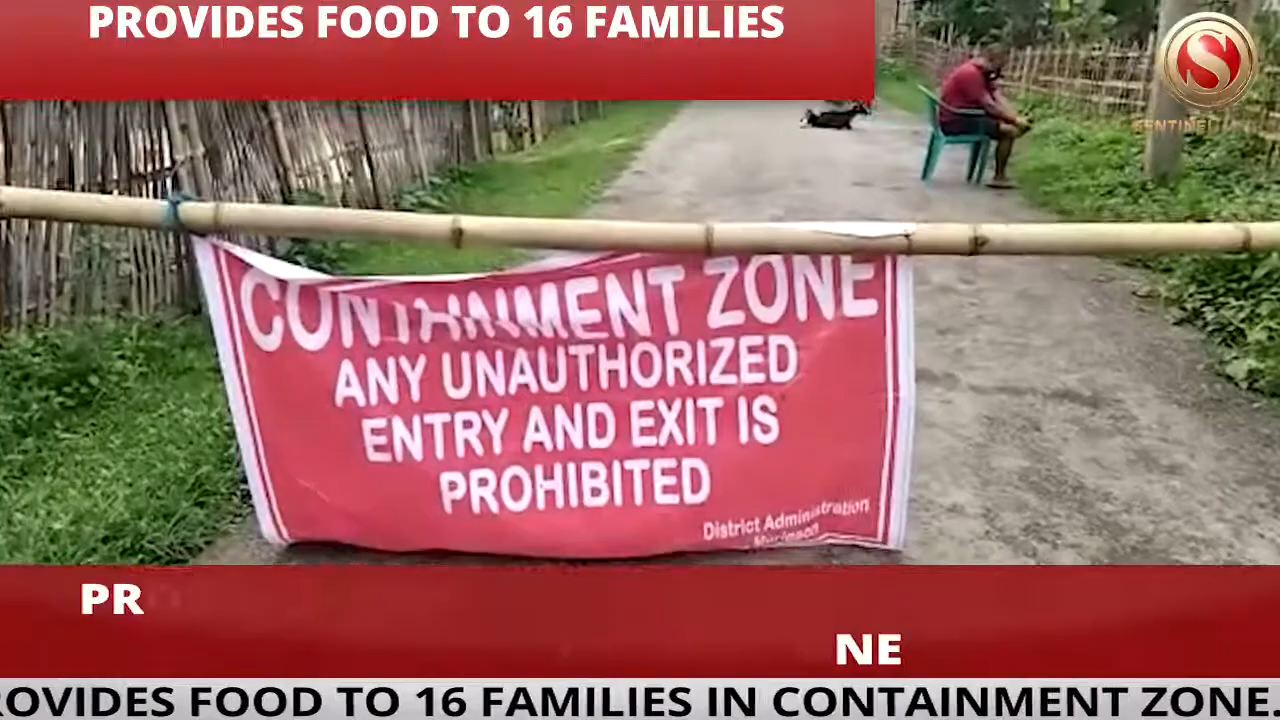 PROVIDES FOOD TO 16 FAMILIES
S
SENTINEL
CONTAINMENT ZONE
ANY UNAUTHORIZED
ENTRY AND EXIT IS
PROHIBITED
District Administration
PR
NE
ROVIDES FOOD TO 16 FAMILIES IN CONTAINMENT ZONE.